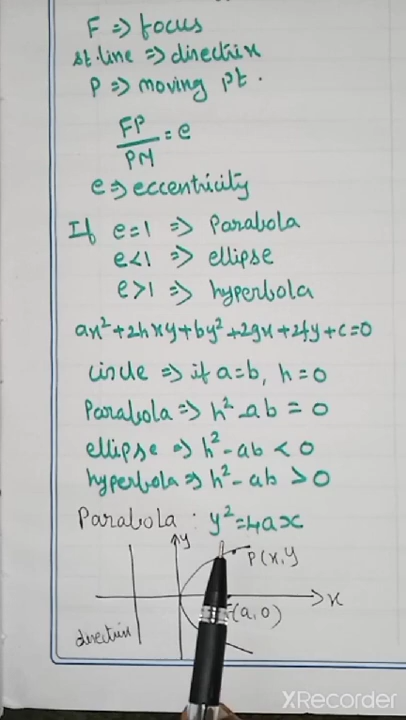 F => focus
st.line => directrix
P => moving pt.
FP/PM = e
e => eccentricity
If e=1 => Parabola
e<1 => ellipse
e>1 => hyperbola
ax²+2hxy+by²+2gx+2fy+c=0
circle => if a=b, h=0
Parabola => h²-ab = 0
ellipse => h²-ab < 0
hyperbola => h²-ab > 0
Parabola : y²=4ax
y
P(x,y
x
(a,0)
directrix
XRecorder